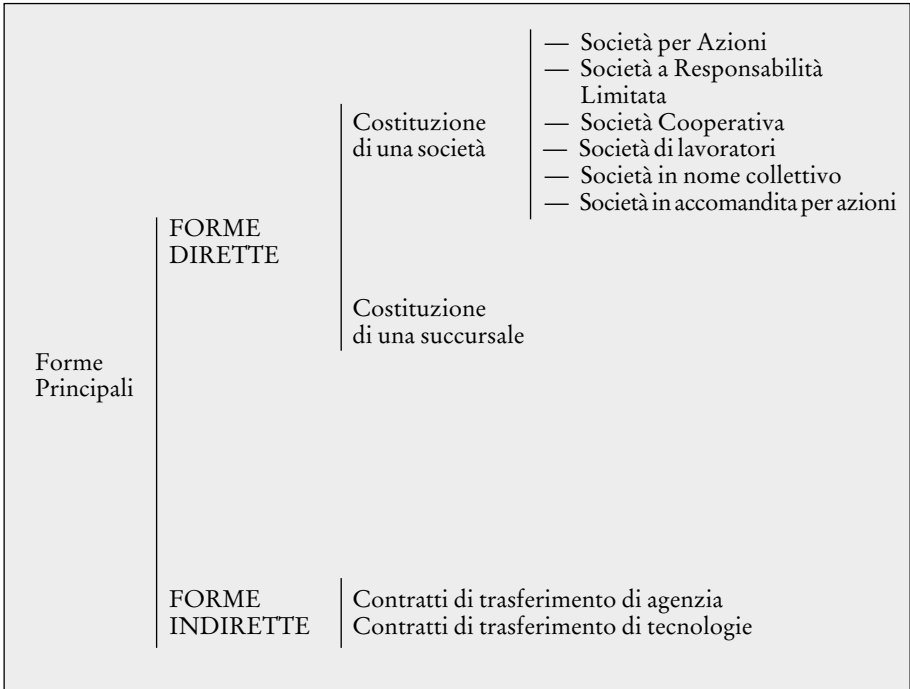 Forme
Principali
FORME
DIRETTE
Costituzione
di una società
— Società per Azioni
— Società a Responsabilità
Limitata
— Società Cooperativa
— Società di lavoratori
— Società in nome collettivo
— Società in accomandita per azioni
Costituzione
di una succursale
FORME
INDIRETTE
Contratti di trasferimento di agenzia
Contratti di trasferimento di tecnologie